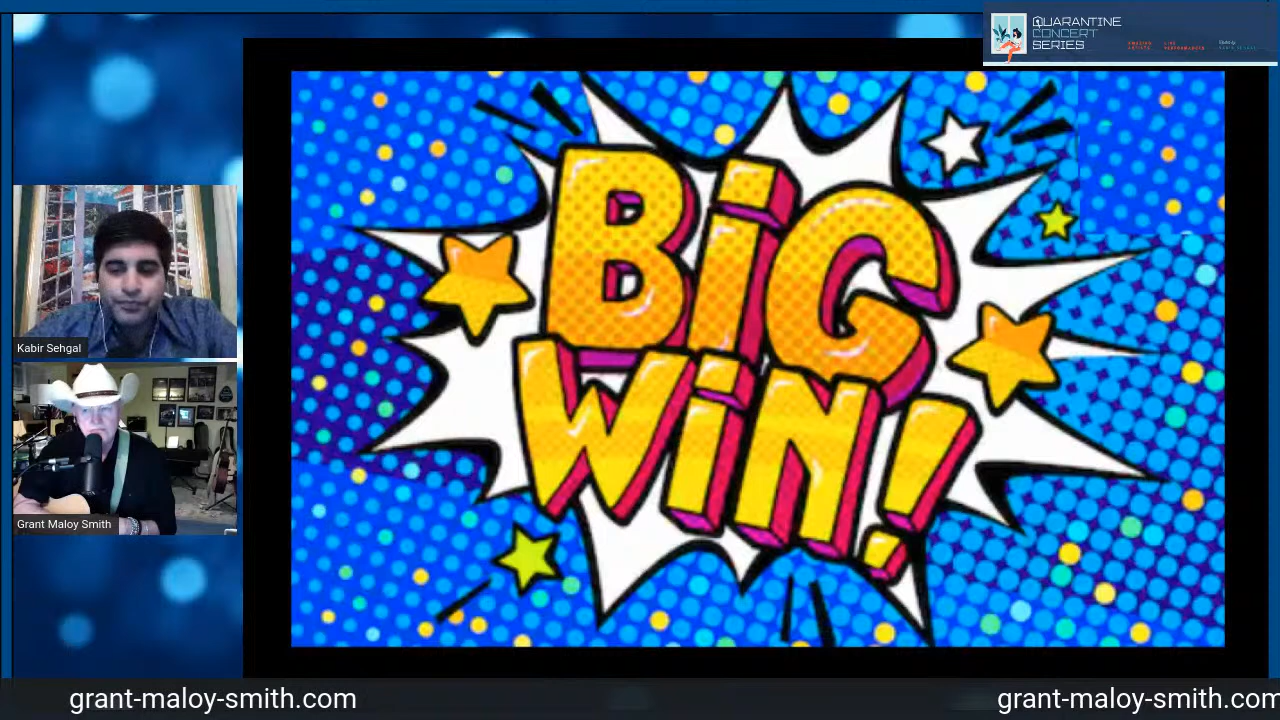 QUARANTINE
CONCERT
SERIES
BiG
WiN!
Kabir Sehgal
Grant Maloy Smith
grant-maloy-smith.com
grant-maloy-smith.com